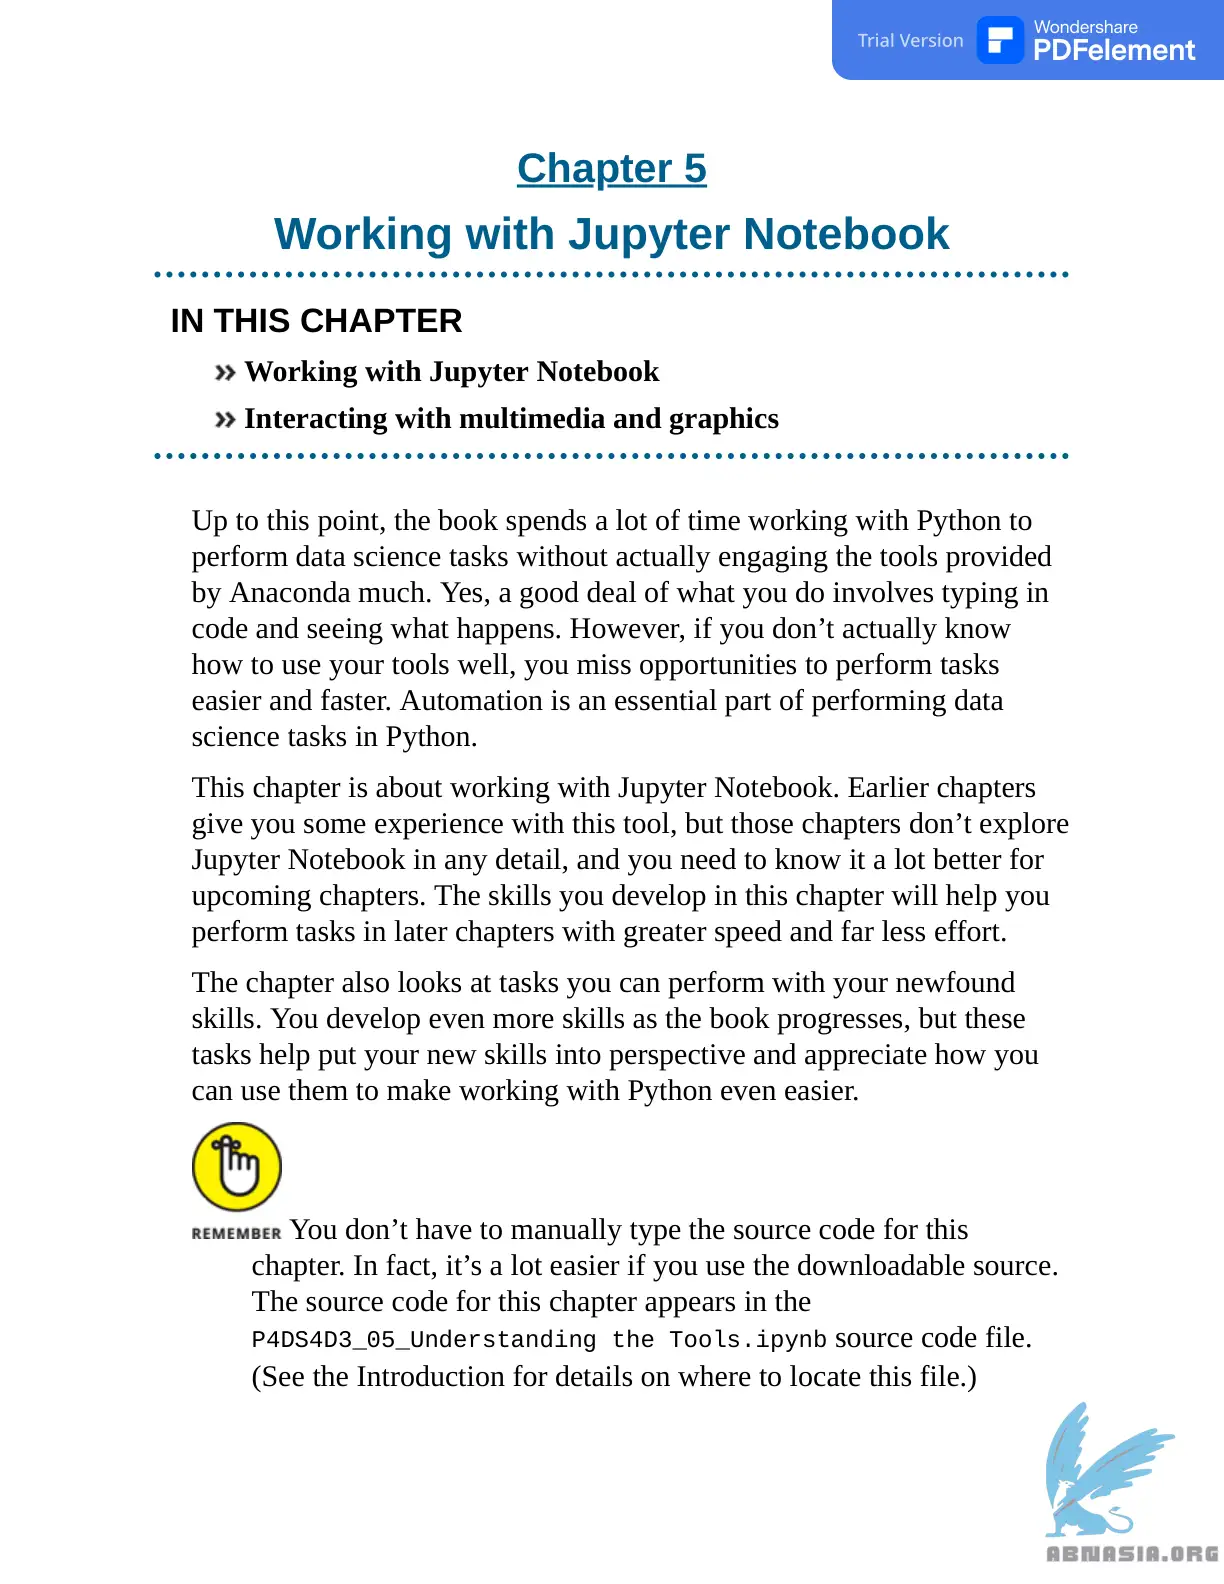 Trial Version
Wondershare
PDFelement
Chapter 5
Working with Jupyter Notebook
IN THIS CHAPTER
» Working with Jupyter Notebook
» Interacting with multimedia and graphics
Up to this point, the book spends a lot of time working with Python to
perform data science tasks without actually engaging the tools provided
by Anaconda much. Yes, a good deal of what you do involves typing in
code and seeing what happens. However, if you don’t actually know
how to use your tools well, you miss opportunities to perform tasks
easier and faster. Automation is an essential part of performing data
science tasks in Python.
This chapter is about working with Jupyter Notebook. Earlier chapters
give you some experience with this tool, but those chapters don’t explore
Jupyter Notebook in any detail, and you need to know it a lot better for
upcoming chapters. The skills you develop in this chapter will help you
perform tasks in later chapters with greater speed and far less effort.
The chapter also looks at tasks you can perform with your newfound
skills. You develop even more skills as the book progresses, but these
tasks help put your new skills into perspective and appreciate how you
can use them to make working with Python even easier.
REMEMBER You don’t have to manually type the source code for this
chapter. In fact, it’s a lot easier if you use the downloadable source.
The source code for this chapter appears in the
P4DS4D3_05_Understanding the Tools.ipynb source code file.
(See the Introduction for details on where to locate this file.)
ABNASIA.ORG